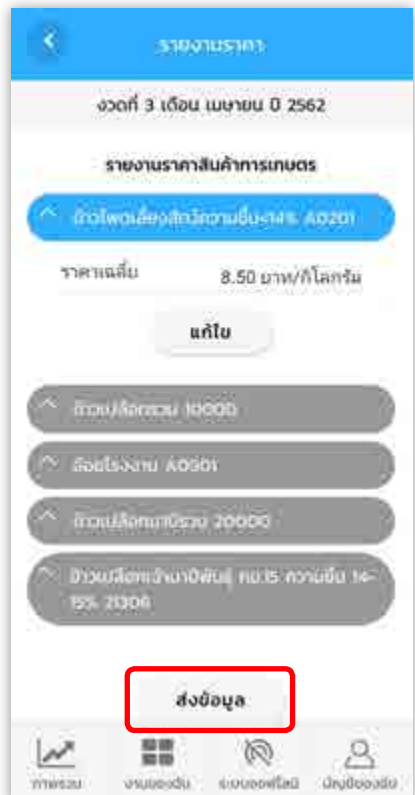 รายงานราคา
งวดที่ 3 เดือน เมษายน ปี 2562
รายงานราคาสินค้าการเกษตร
ข้าวโพดเลี้ยงสัตว์ความชื้น<14% A0201
ราคาเฉลี่ย 8.50 บาท/กิโลกรัม
แก้ไข
ข้าวเปลือกรวม 10000
อ้อยโรงงาน A0301
ข้าวเปลือกนาปีรวม 20000
ข้าวเปลือกเจ้านาปีพันธุ์ กข.15 ความชื้น 14-
15% 21306
ส่งข้อมูล
ภาพรวม งานของฉัน ระบบออฟไลน์ บัญชีของฉัน